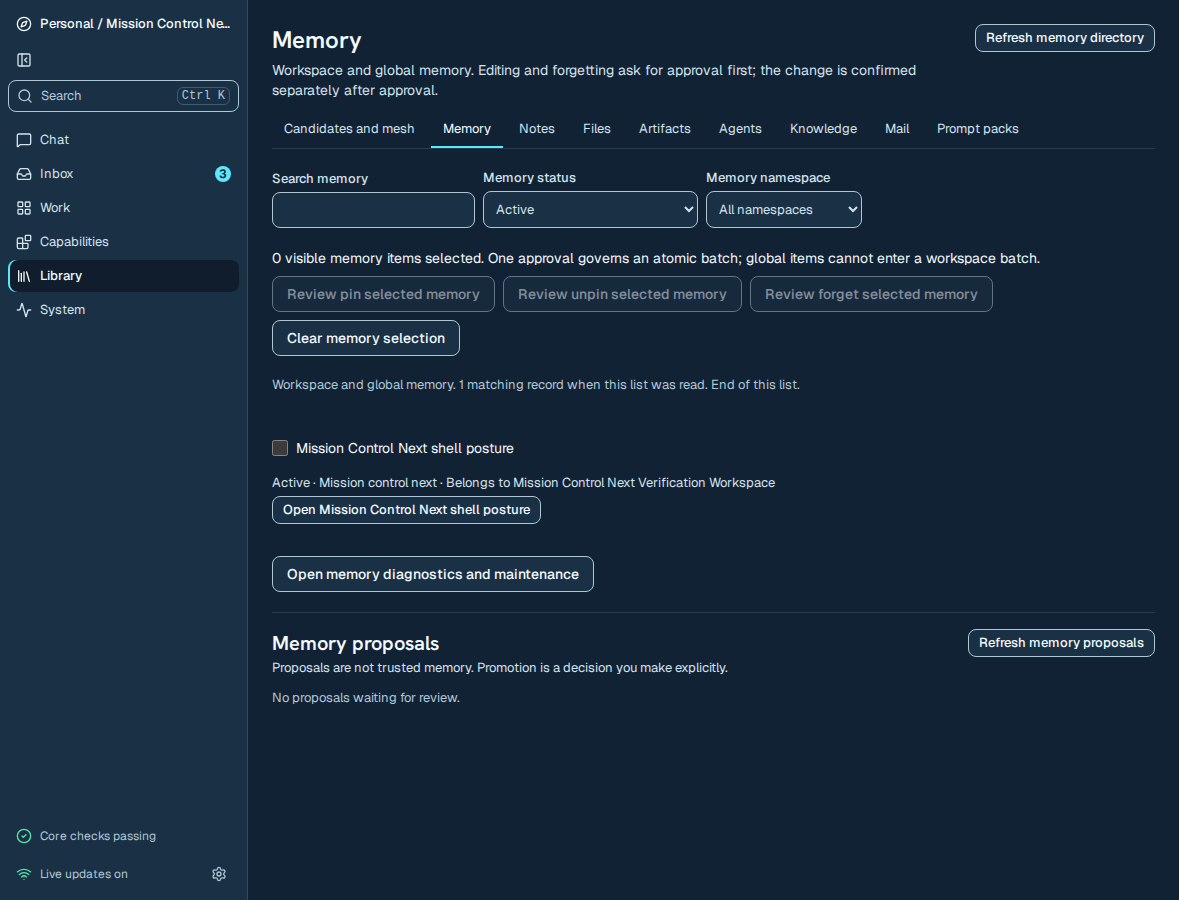 Personal / Mission Control Ne...
Search
Ctrl K
Chat
Inbox
3
Work
Capabilities
Library
System
Core checks passing
Live updates on
Memory
Refresh memory directory
Workspace and global memory. Editing and forgetting ask for approval first; the change is confirmed
separately after approval.
Candidates and mesh
Memory
Notes
Files
Artifacts
Agents
Knowledge
Mail
Prompt packs
Search memory
Memory status
Memory namespace
Active
All namespaces
0 visible memory items selected. One approval governs an atomic batch; global items cannot enter a workspace batch.
Review pin selected memory
Review unpin selected memory
Review forget selected memory
Clear memory selection
Workspace and global memory. 1 matching record when this list was read. End of this list.
Mission Control Next shell posture
Active · Mission control next · Belongs to Mission Control Next Verification Workspace
Open Mission Control Next shell posture
Open memory diagnostics and maintenance
Memory proposals
Refresh memory proposals
Proposals are not trusted memory. Promotion is a decision you make explicitly.
No proposals waiting for review.